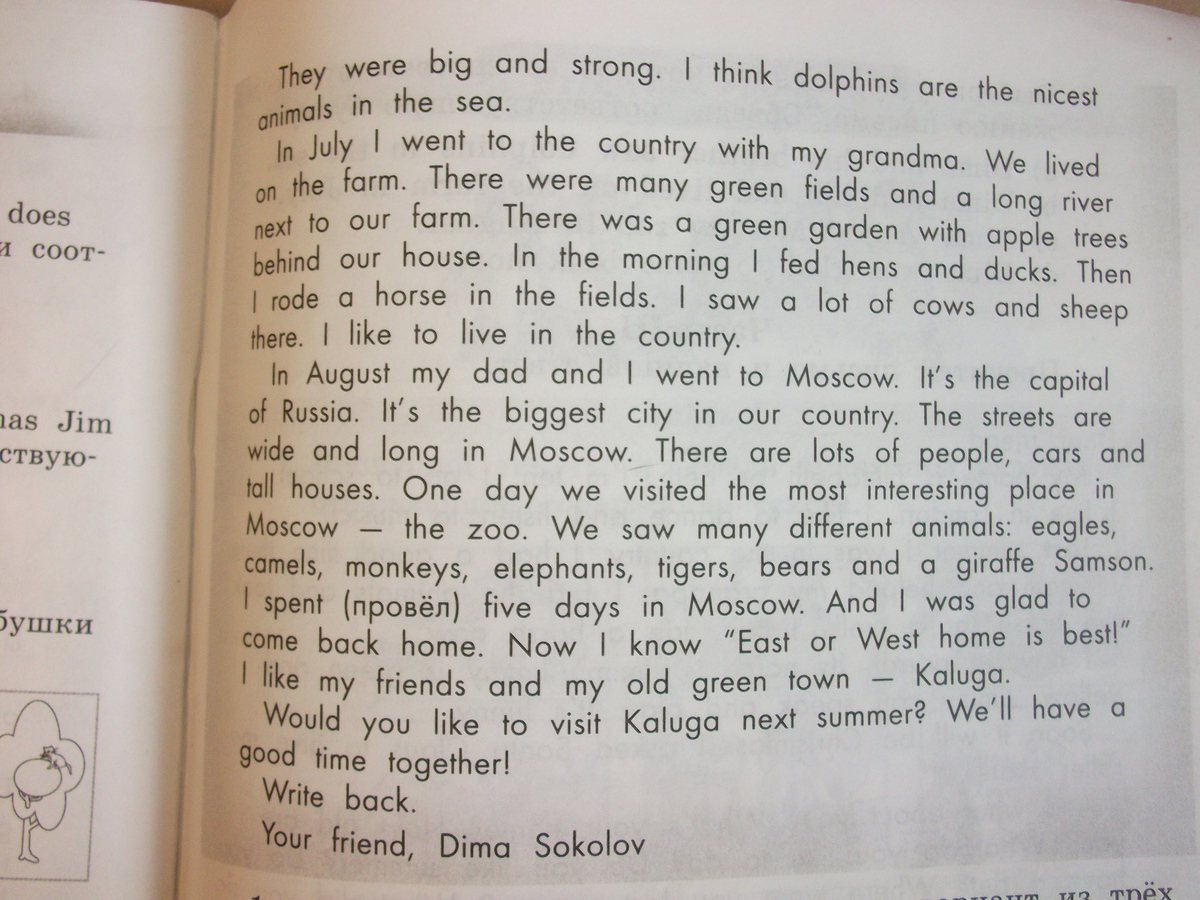 does
и соот-
has Jim
ствую-
бушки
They were big and strong. I think dolphins are the nicest
animals in the sea.
In July I went to the country with my grandma. We lived
on the farm. There were many green fields and a long river
next to our farm. There was a green garden with apple trees
behind our house. In the morning I fed hens and ducks. Then
I rode a horse in the fields. I saw a lot of cows and sheep
there. I like to live in the country.
In August my dad and I went to Moscow. It's the capital
of Russia. It's the biggest city in our country. The streets are
wide and long in Moscow. There are lots of people, cars and
tall houses. One day we visited the most interesting place in
Moscow — the zoo. We saw many different animals: eagles,
camels, monkeys, elephants, tigers, bears and a giraffe Samson.
I spent (провёл) five days in Moscow. And I was glad to
come back home. Now I know "East or West home is best!"
I like my friends and my old green town — Kaluga.
Would you like to visit Kaluga next summer? We'll have a
good time together!
Write back.
Your friend, Dima Sokolov
из трёх